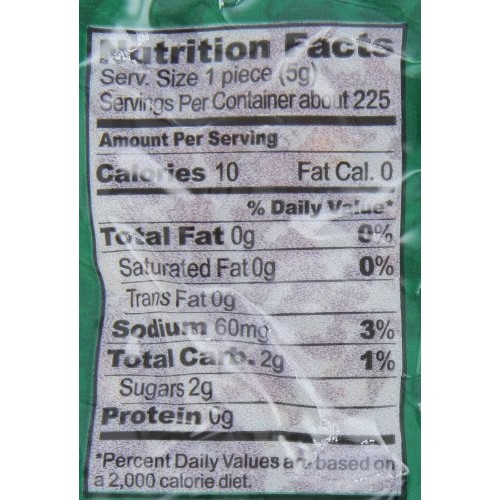 Nutrition Facts
Serv. Size 1 piece (5g)
Servings Per Container about 225
Amount Per Serving
Calories 10 Fat Cal. 0
% Daily Value*
Total Fat 0g 0%
Saturated Fat 0g 0%
Trans Fat 0g
Sodium 60mg 3%
Total Carb. 2g 1%
Sugars 2g
Protein 0g
*Percent Daily Values are based on
a 2,000 calorie diet.